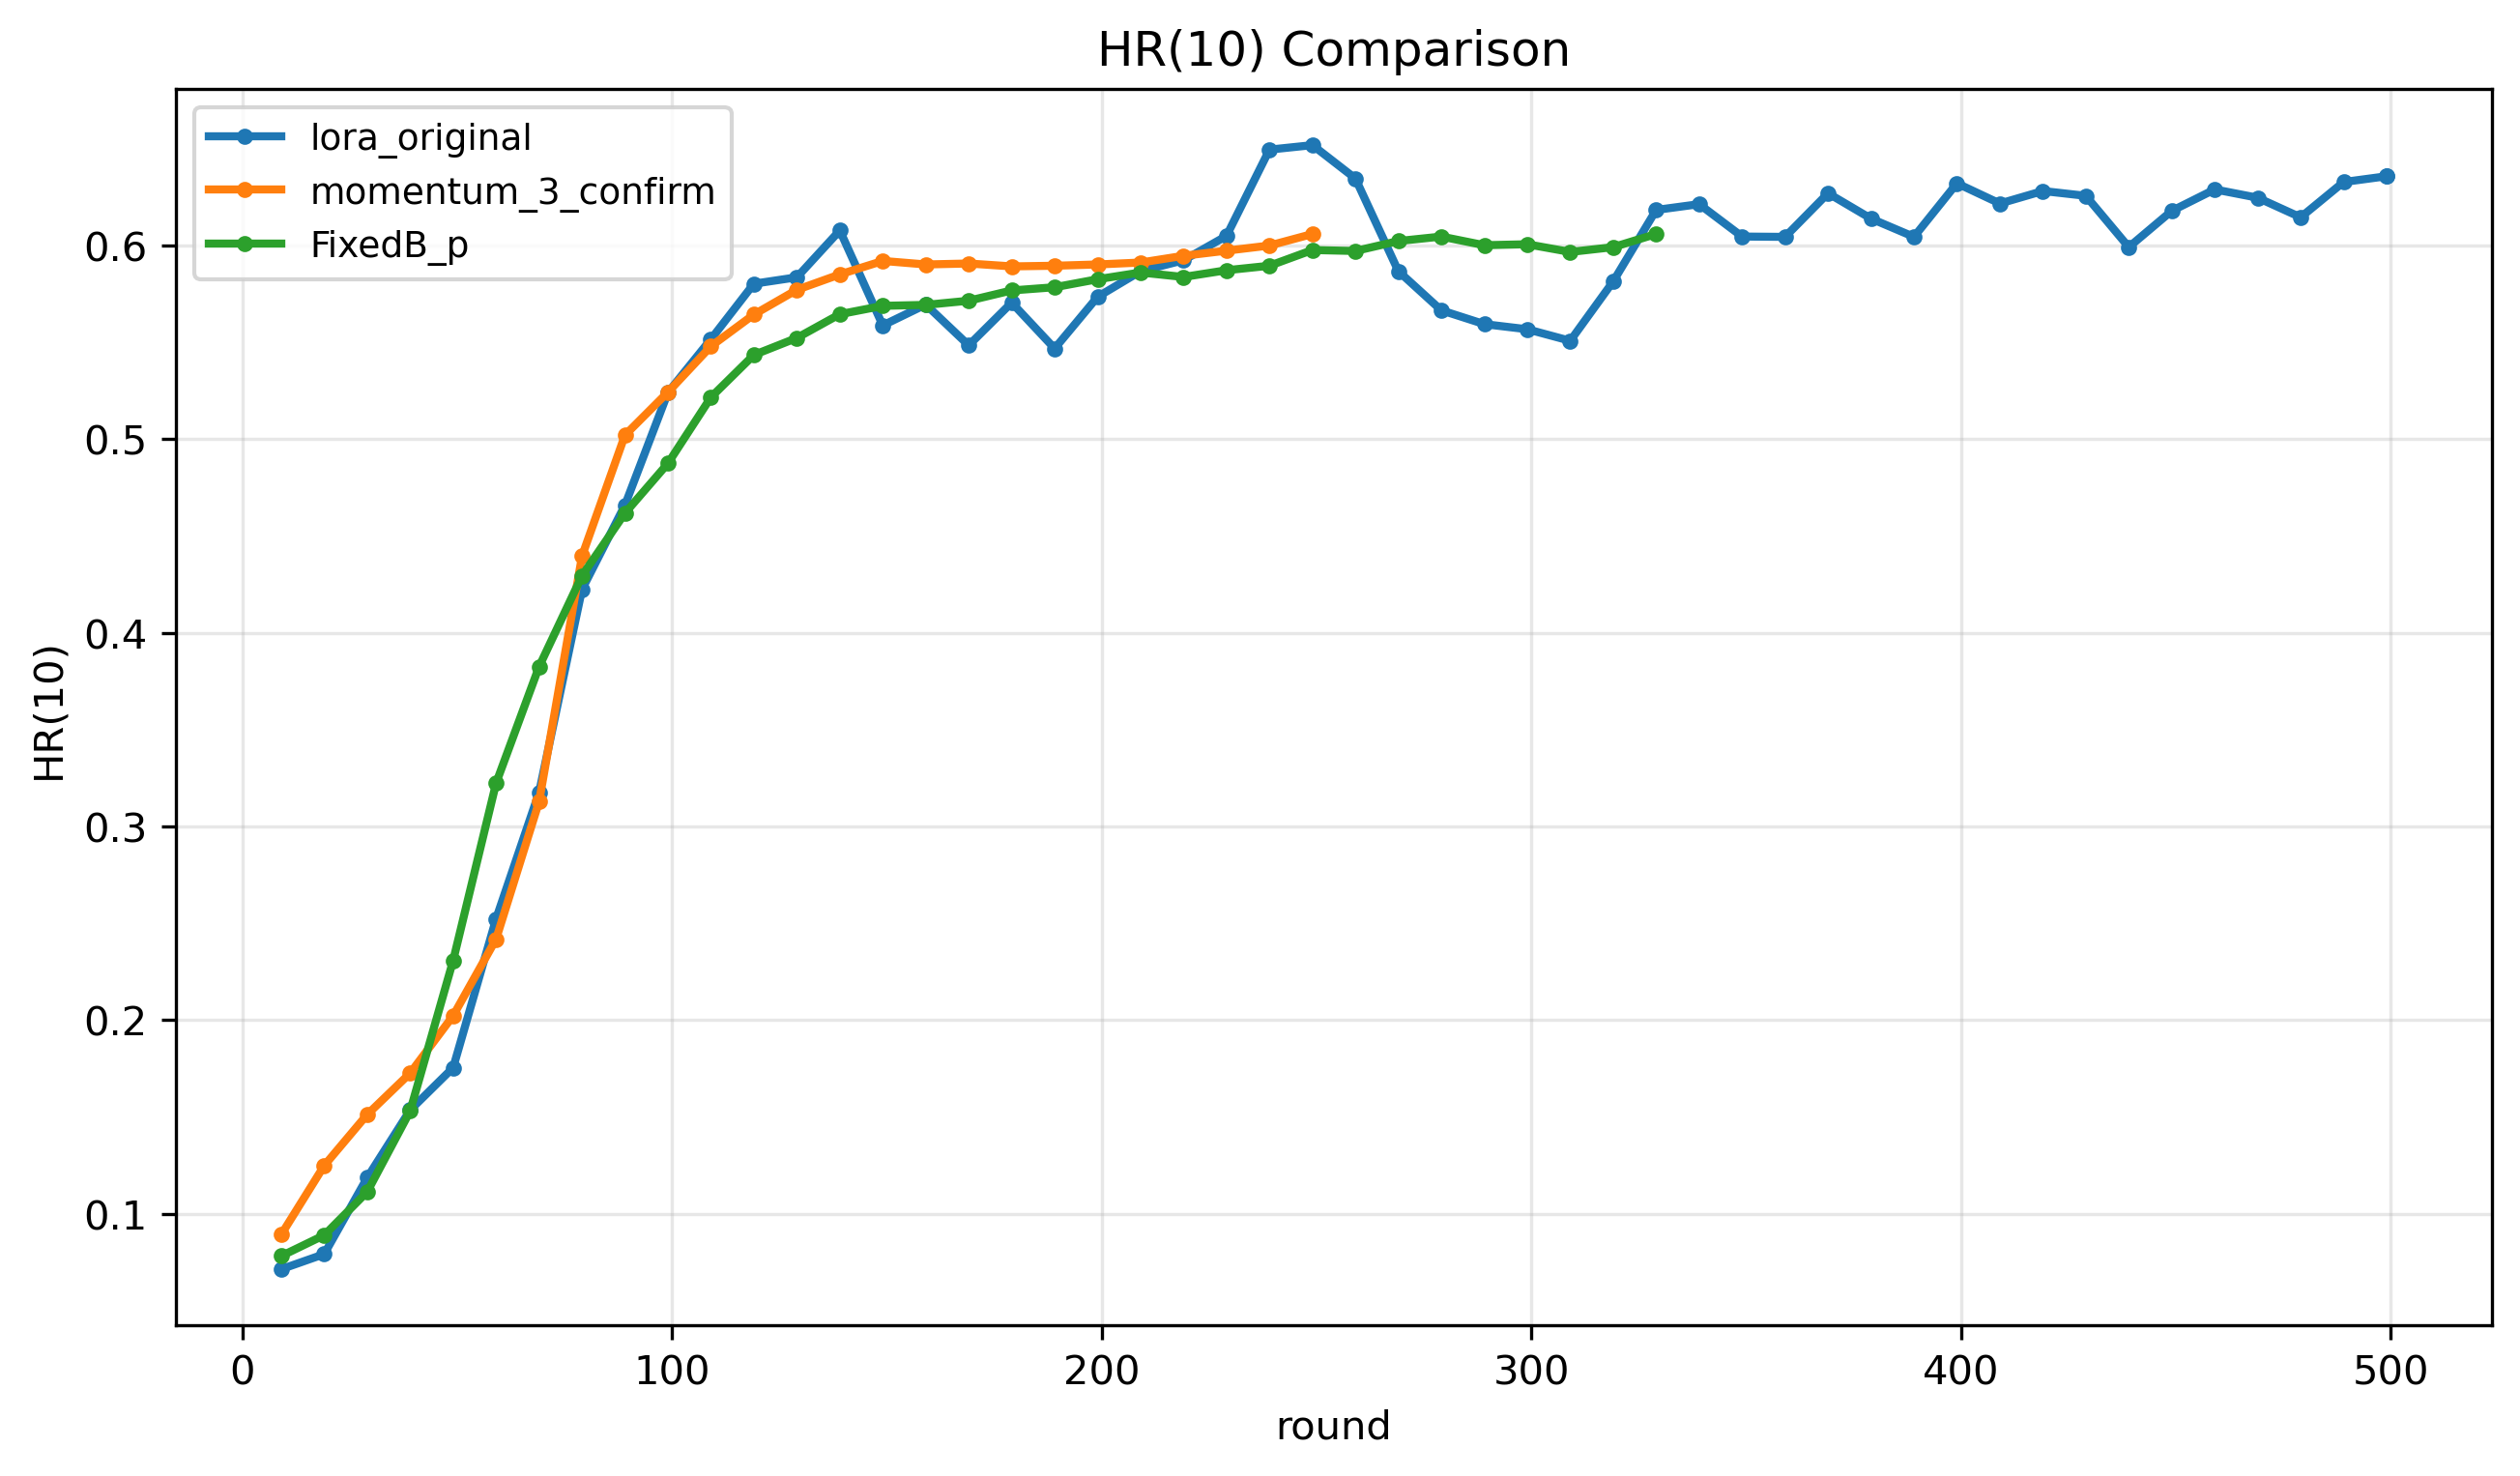 HR(10) Comparison
lora_original
momentum_3_confirm
FixedB_p
HR(10)
0.6
0.5
0.4
0.3
0.2
0.1
0 100 200 300 400 500
round